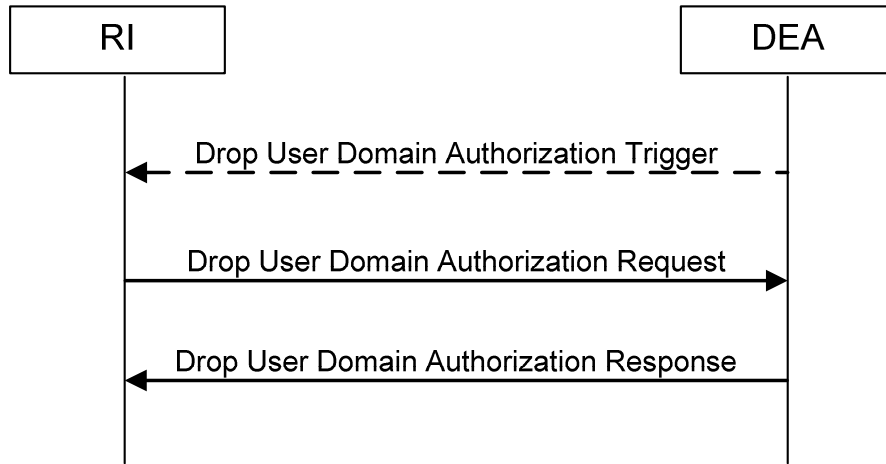 RI
DEA
Drop User Domain Authorization Trigger
Drop User Domain Authorization Request
Drop User Domain Authorization Response